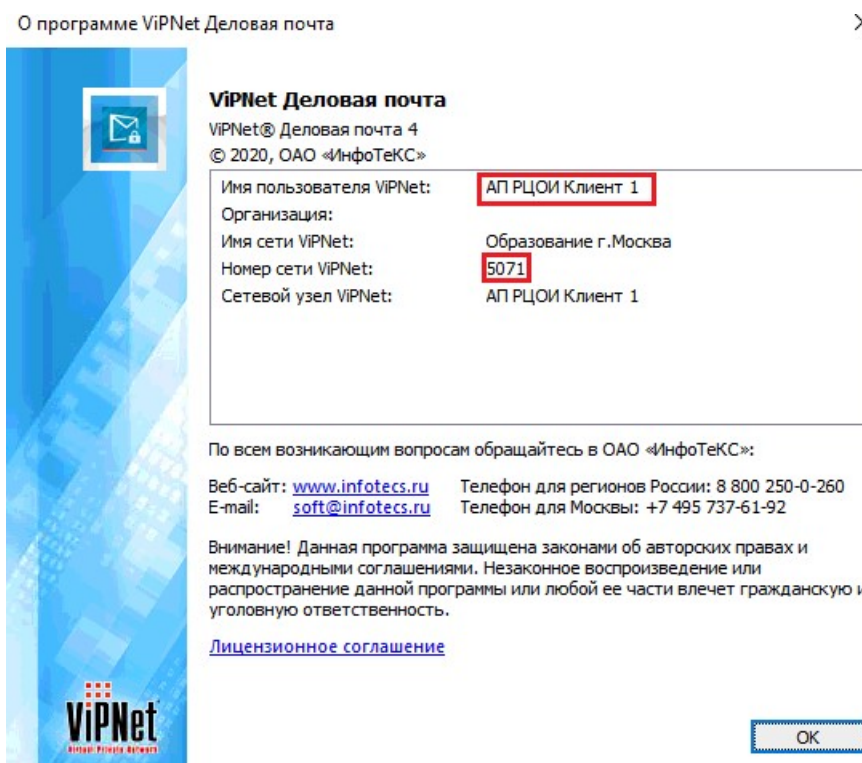 О программе ViPNet Деловая почта
ViPNet Деловая почта
ViPNet® Деловая почта 4
© 2020, ОАО «ИнфоТеКС»
Имя пользователя ViPNet: АП РЦОИ Клиент 1
Организация:
Имя сети ViPNet: Образование г.Москва
Номер сети ViPNet: 5071
Сетевой узел ViPNet: АП РЦОИ Клиент 1
По всем возникающим вопросам обращайтесь в ОАО «ИнфоТеКС»:
Веб-сайт: www.infotecs.ru Телефон для регионов России: 8 800 250-0-260
E-mail: soft@infotecs.ru Телефон для Москвы: +7 495 737-61-92
Внимание! Данная программа защищена законами об авторских правах и
международными соглашениями. Незаконное воспроизведение или
распространение данной программы или любой ее части влечет гражданскую и
уголовную ответственность.
Лицензионное соглашение
ViPNet
Virtual Private Network
OK